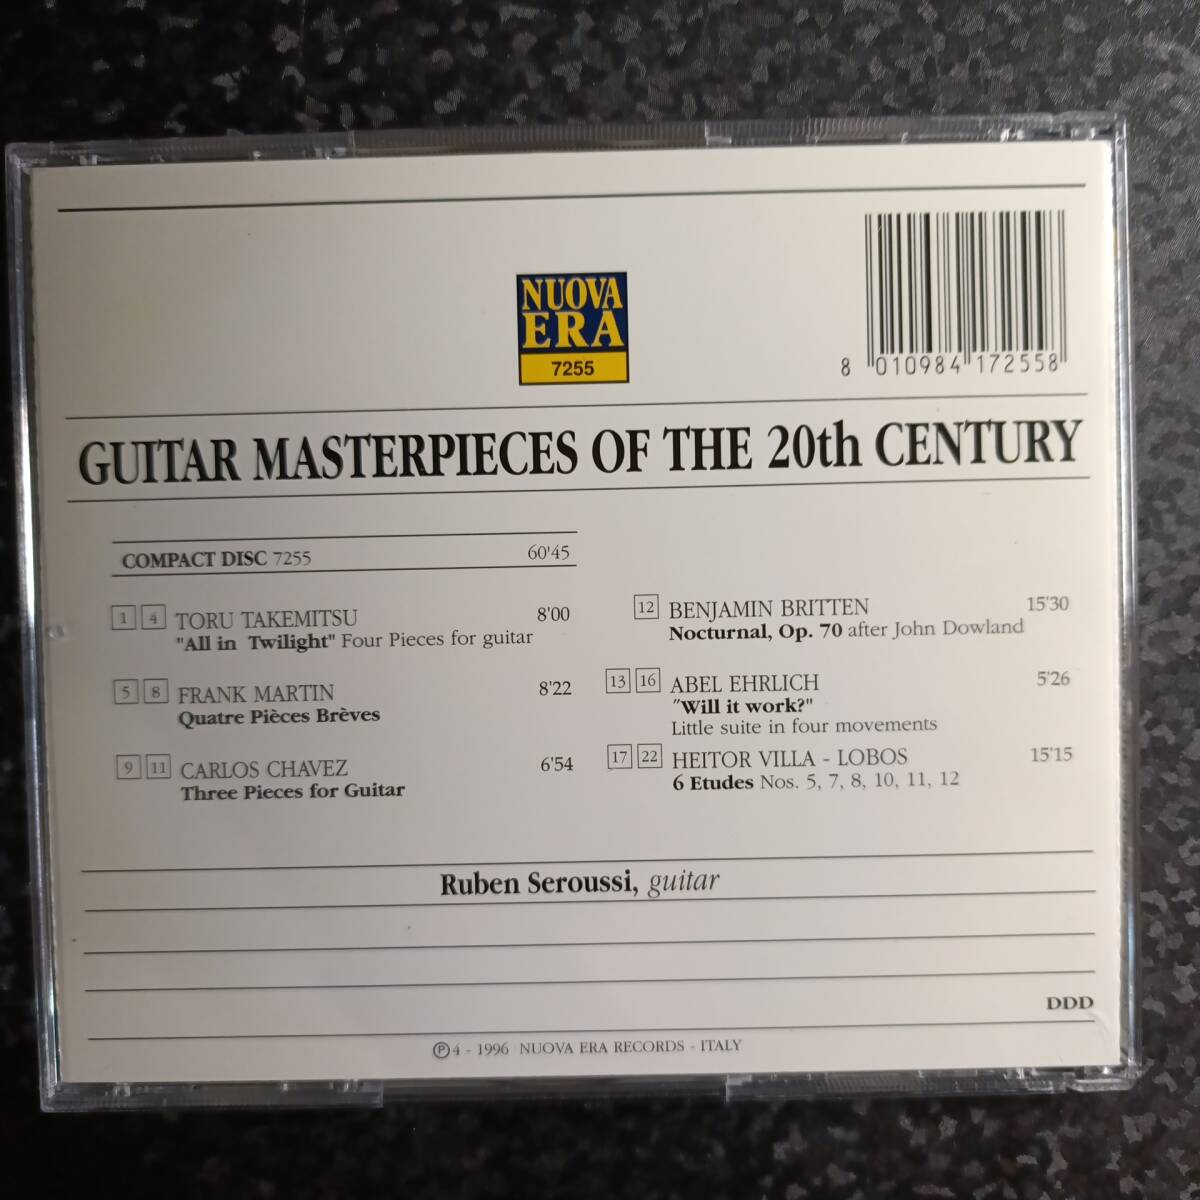 NUOVA
ERA
7255
8 010984 172558
GUITAR MASTERPIECES OF THE 20th CENTURY
COMPACT DISC 7255 60'45
1 4 TORU TAKEMITSU 8'00
"All in Twilight" Four Pieces for guitar
5 8 FRANK MARTIN 8'22
Quatre Pièces Brèves
9 11 CARLOS CHAVEZ 6'54
Three Pieces for Guitar
12 BENJAMIN BRITTEN 15'30
Nocturnal, Op. 70 after John Dowland
13 16 ABEL EHRLICH 5'26
"Will it work?"
Little suite in four movements
17 22 HEITOR VILLA - LOBOS 15'15
6 Etudes Nos. 5, 7, 8, 10, 11, 12
Ruben Seroussi, guitar
DDD
℗ 4 - 1996 NUOVA ERA RECORDS - ITALY